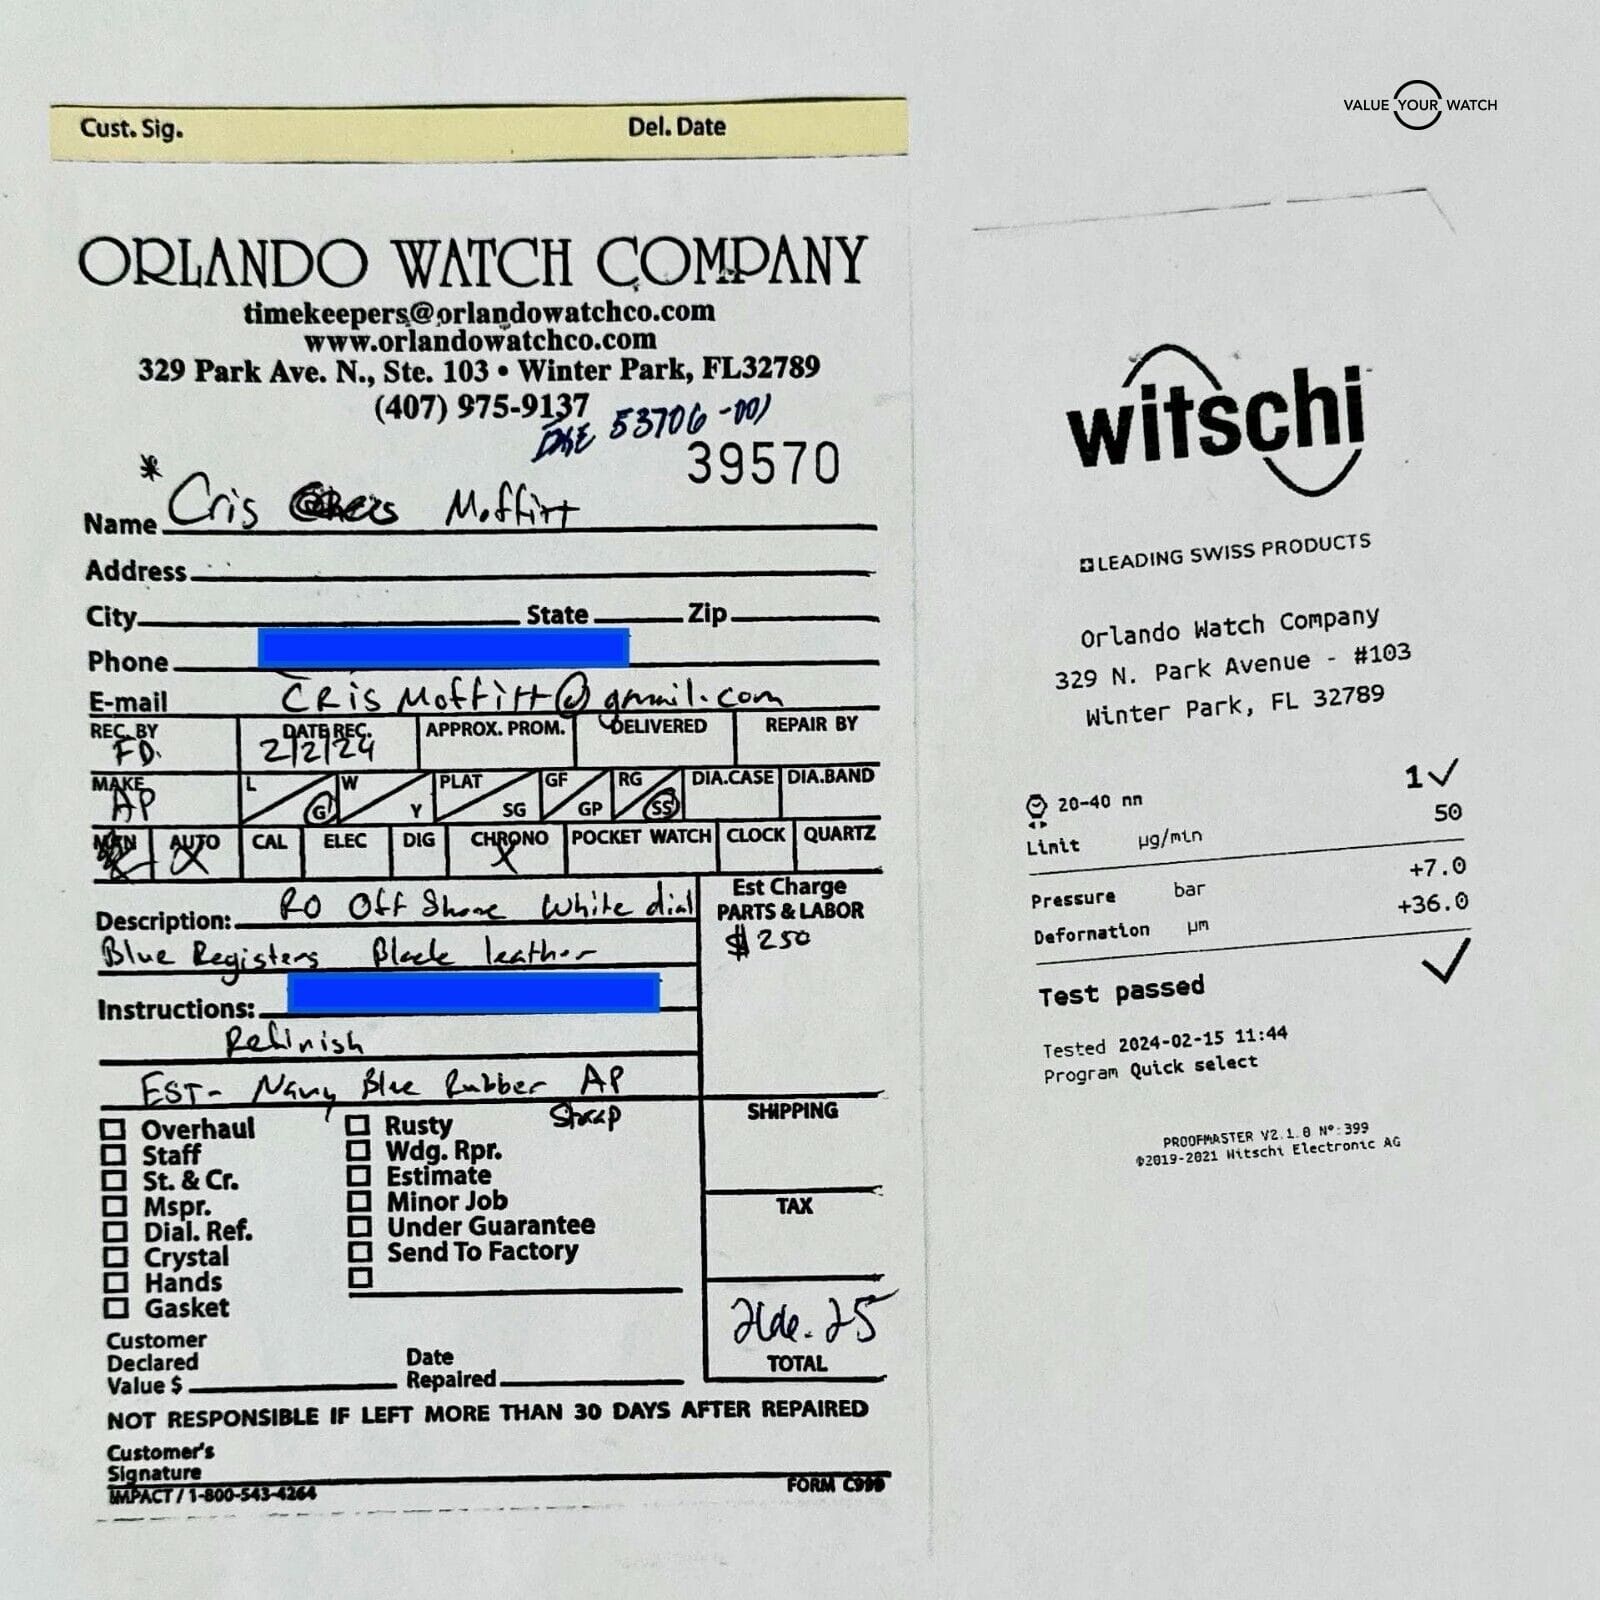 VALUE YOUR WATCH
Cust. Sig. Del. Date
ORLANDO WATCH COMPANY
timekeepers@orlandowatchco.com
www.orlandowatchco.com
329 Park Ave. N., Ste. 103 • Winter Park, FL32789
(407) 975-9137
53706 -001
39570
* Name Cris Moffitt
Address
City State Zip
Phone
E-mail CRis Moffitt@gmail.com
REC. BY DATE REC. APPROX. PROM. DELIVERED REPAIR BY
FD. 2/2/24
MAKE L G W Y PLAT SG GF GP RG SS DIA.CASE DIA.BAND
AP
MAN AUTO CAL ELEC DIG CHRONO POCKET WATCH CLOCK QUARTZ
X X
Description: RO Off Shore White dial
Blue Registers Black leather
Est Charge
PARTS & LABOR
$250
Instructions:
Refinish
EST- Navy Blue Rubber AP
Strap
Overhaul
Staff
St. & Cr.
Mspr.
Dial. Ref.
Crystal
Hands
Gasket
Rusty
Wdg. Rpr.
Estimate
Minor Job
Under Guarantee
Send To Factory
SHIPPING
TAX
TOTAL
Customer
Declared
Value $
Date
Repaired
NOT RESPONSIBLE IF LEFT MORE THAN 30 DAYS AFTER REPAIRED
Customer's
Signature
IMPACT / 1-800-543-4264 FORM C999
witschi
LEADING SWISS PRODUCTS
Orlando Watch Company
329 N. Park Avenue - #103
Winter Park, FL 32789
20-40 mm 1✓
Limit µg/min 50
Pressure bar +7.0
Deformation µm +36.0
Test passed ✓
Tested 2024-02-15 11:44
Program Quick select
PROOFMASTER V2.1.0 N°:399
©2019-2021 Witschi Electronic AG